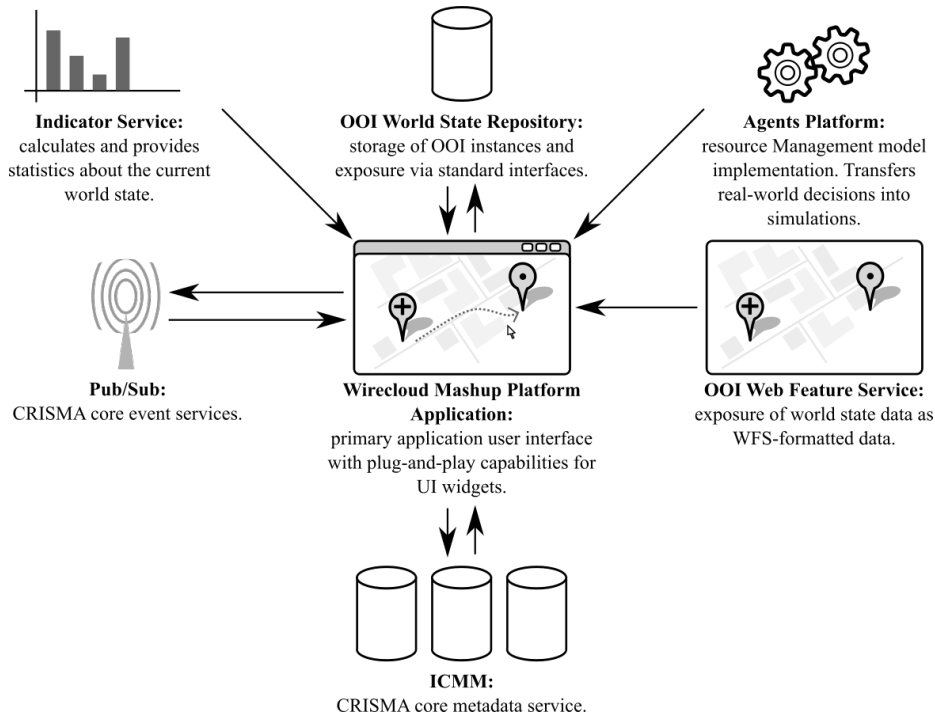 Indicator Service:
calculates and provides
statistics about the current
world state.
OOI World State Repository:
storage of OOI instances and
exposure via standard interfaces.
Agents Platform:
resource Management model
implementation. Transfers
real-world decisions into
simulations.
Pub/Sub:
CRISMA core event services.
Wirecloud Mashup Platform
Application:
primary application user interface
with plug-and-play capabilities for
UI widgets.
OOI Web Feature Service:
exposure of world state data as
WFS-formatted data.
ICMM:
CRISMA core metadata service.